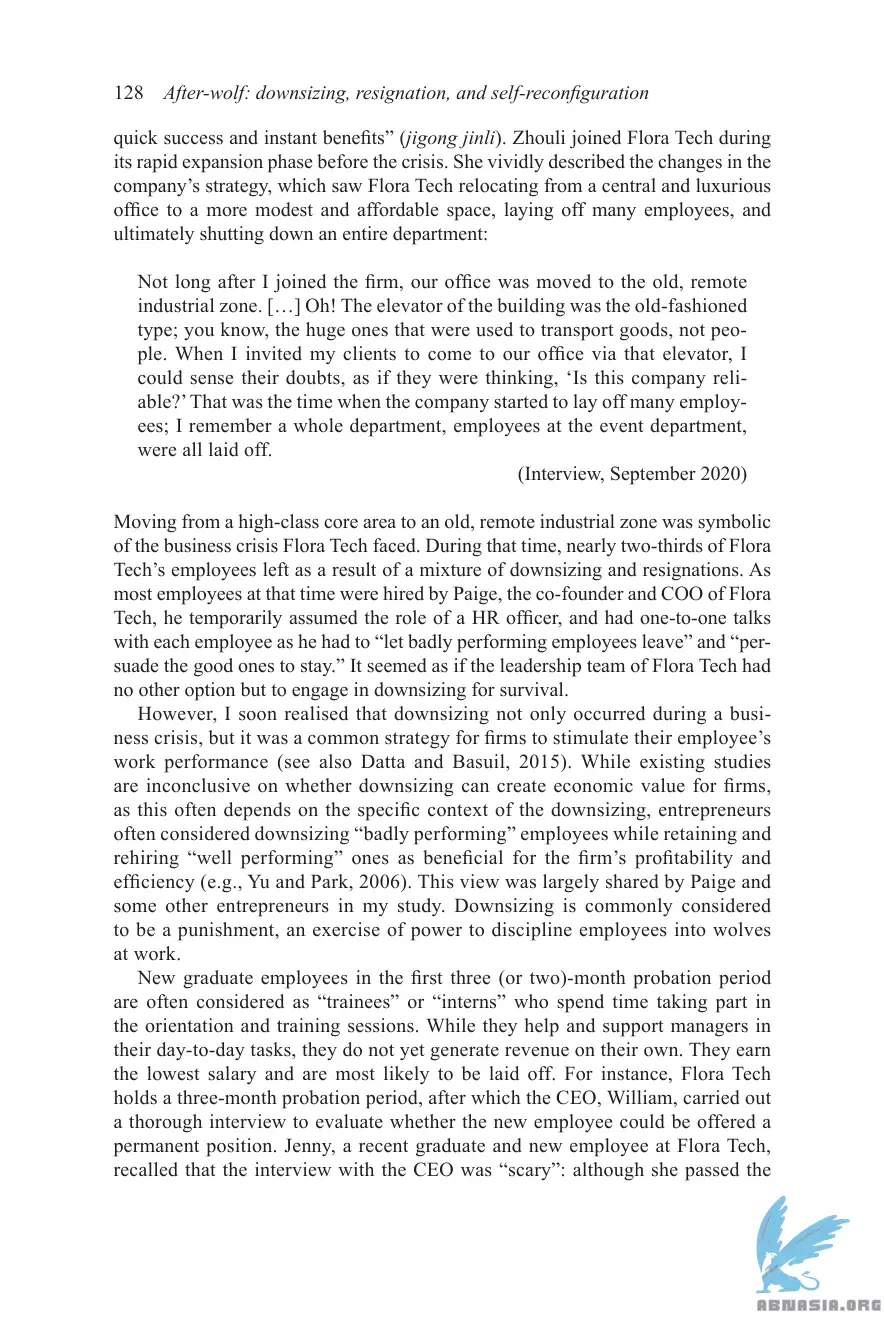 128 After-wolf: downsizing, resignation, and self-reconfiguration
quick success and instant benefits” (jigong jinli). Zhouli joined Flora Tech during
its rapid expansion phase before the crisis. She vividly described the changes in the
company’s strategy, which saw Flora Tech relocating from a central and luxurious
office to a more modest and affordable space, laying off many employees, and
ultimately shutting down an entire department:
Not long after I joined the firm, our office was moved to the old, remote
industrial zone. […] Oh! The elevator of the building was the old-fashioned
type; you know, the huge ones that were used to transport goods, not peo-
ple. When I invited my clients to come to our office via that elevator, I
could sense their doubts, as if they were thinking, ‘Is this company reli-
able?’ That was the time when the company started to lay off many employ-
ees; I remember a whole department, employees at the event department,
were all laid off.
(Interview, September 2020)
Moving from a high-class core area to an old, remote industrial zone was symbolic
of the business crisis Flora Tech faced. During that time, nearly two-thirds of Flora
Tech’s employees left as a result of a mixture of downsizing and resignations. As
most employees at that time were hired by Paige, the co-founder and COO of Flora
Tech, he temporarily assumed the role of a HR officer, and had one-to-one talks
with each employee as he had to “let badly performing employees leave” and “per-
suade the good ones to stay.” It seemed as if the leadership team of Flora Tech had
no other option but to engage in downsizing for survival.
However, I soon realised that downsizing not only occurred during a busi-
ness crisis, but it was a common strategy for firms to stimulate their employee’s
work performance (see also Datta and Basuil, 2015). While existing studies
are inconclusive on whether downsizing can create economic value for firms,
as this often depends on the specific context of the downsizing, entrepreneurs
often considered downsizing “badly performing” employees while retaining and
rehiring “well performing” ones as beneficial for the firm’s profitability and
efficiency (e.g., Yu and Park, 2006). This view was largely shared by Paige and
some other entrepreneurs in my study. Downsizing is commonly considered
to be a punishment, an exercise of power to discipline employees into wolves
at work.
New graduate employees in the first three (or two)-month probation period
are often considered as “trainees” or “interns” who spend time taking part in
the orientation and training sessions. While they help and support managers in
their day-to-day tasks, they do not yet generate revenue on their own. They earn
the lowest salary and are most likely to be laid off. For instance, Flora Tech
holds a three-month probation period, after which the CEO, William, carried out
a thorough interview to evaluate whether the new employee could be offered a
permanent position. Jenny, a recent graduate and new employee at Flora Tech,
recalled that the interview with the CEO was “scary”: although she passed the
ABNASIA.ORG